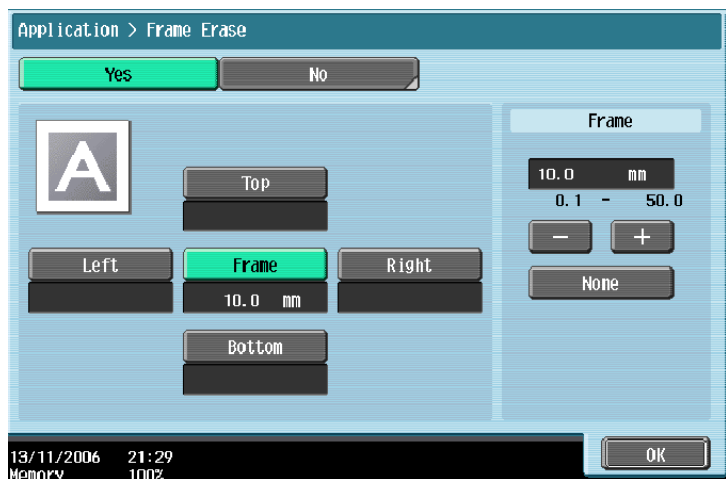 Application > Frame Erase
Yes No
Frame
A
Top
10.0 mm
0.1 - 50.0
- +
Left Frame Right
None
10.0 mm
Bottom
OK
13/11/2006 21:29
Memory 100%